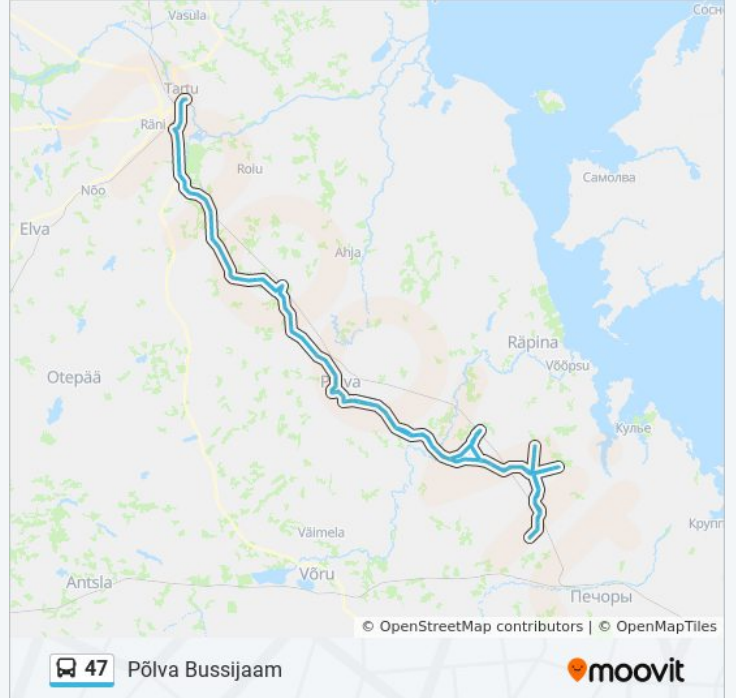 Vasula
Сосн
Tartu
Räni
Roiu
Самолва
Nõo
Elva
Ahja
Räpina
Võõpsu
Otepää
Põlva
Кулье
Крупп
Väimela
Võru
Antsla
Печоры
© OpenStreetMap contributors | © OpenMapTiles
47 Põlva Bussijaam
moovit